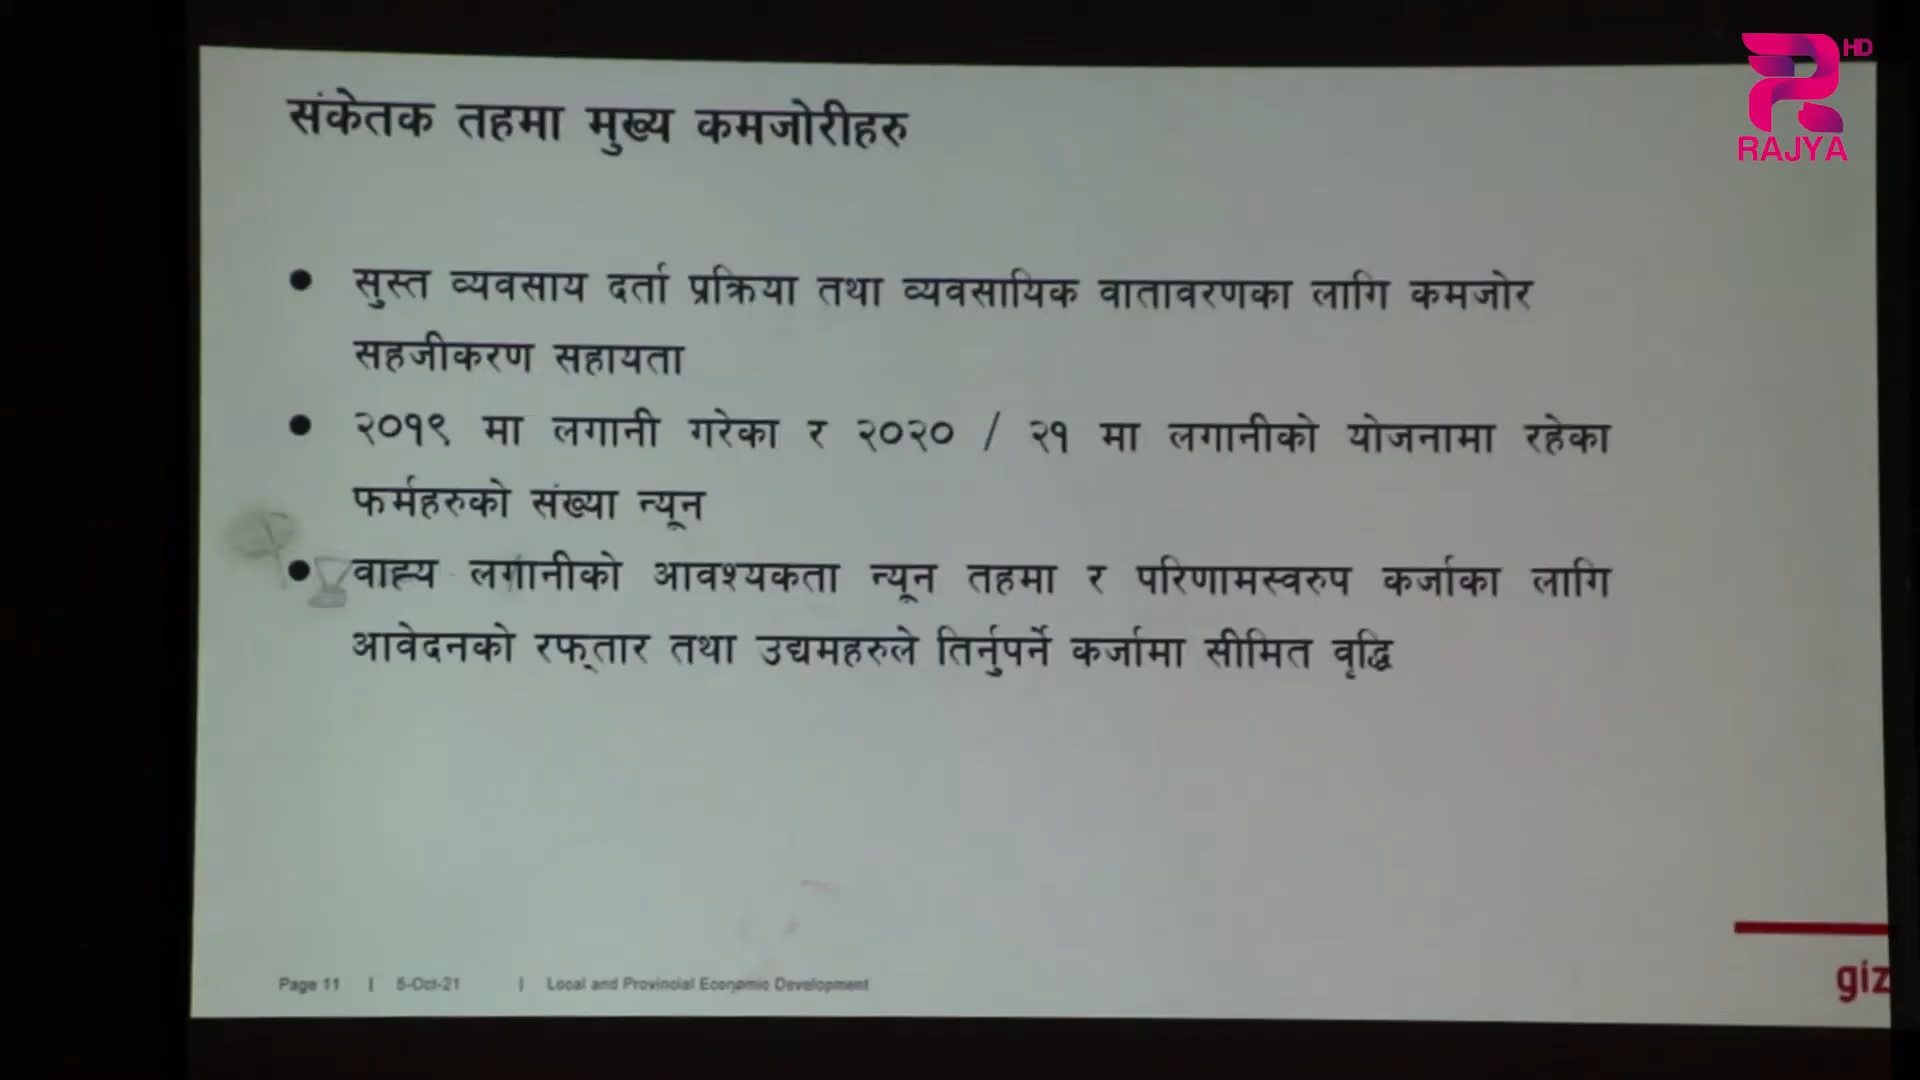 HD
RAJYA
संकेतक तहमा मुख्य कमजोरीहरु
● सुस्त व्यवसाय दर्ता प्रक्रिया तथा व्यवसायिक वातावरणका लागि कमजोर
सहजीकरण सहायता
● २०१९ मा लगानी गरेका र २०२० / २१ मा लगानीको योजनामा रहेका
फर्महरुको संख्या न्यून
● वाह्य लगानीको आवश्यकता न्यून तहमा र परिणामस्वरुप कर्जाका लागि
आवेदनको रफ्तार तथा उद्यमहरुले तिर्नुपर्ने कर्जामा सीमित वृद्धि
Page 11 | 5-Oct-21 | Local and Provincial Economic Development
giz